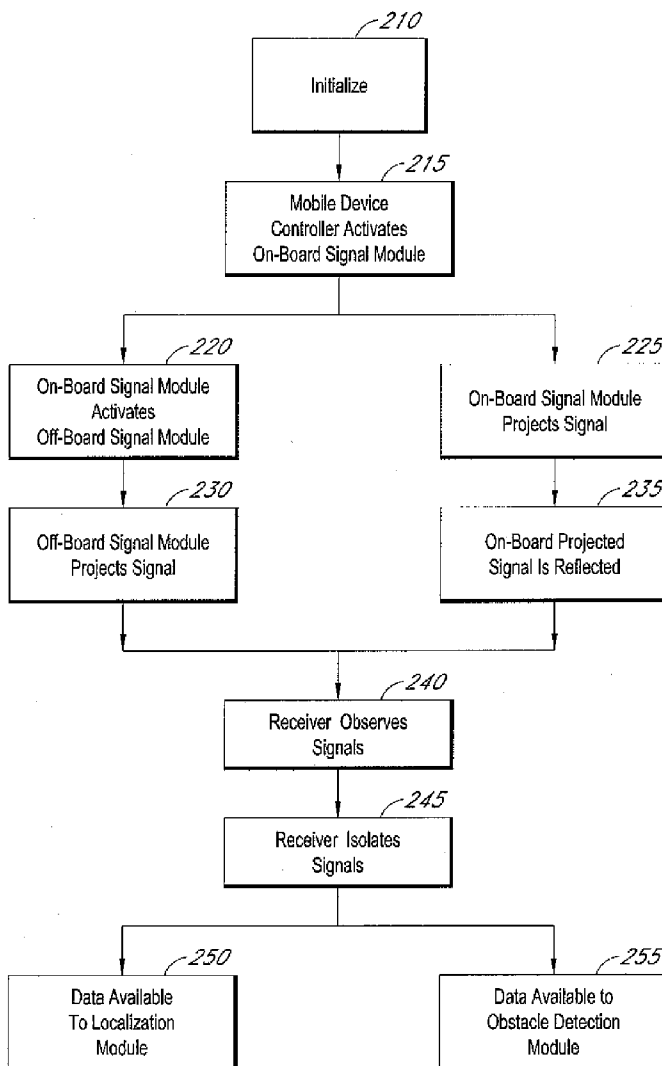 210
Initialize
215
Mobile Device
Controller Activates
On-Board Signal Module
220
On-Board Signal Module
Activates
Off-Board Signal Module
225
On-Board Signal Module
Projects Signal
230
Off-Board Signal Module
Projects Signal
235
On-Board Projected
Signal Is Reflected
240
Receiver Observes
Signals
245
Receiver Isolates
Signals
250
Data Available
To Localization
Module
255
Data Available to
Obstacle Detection
Module